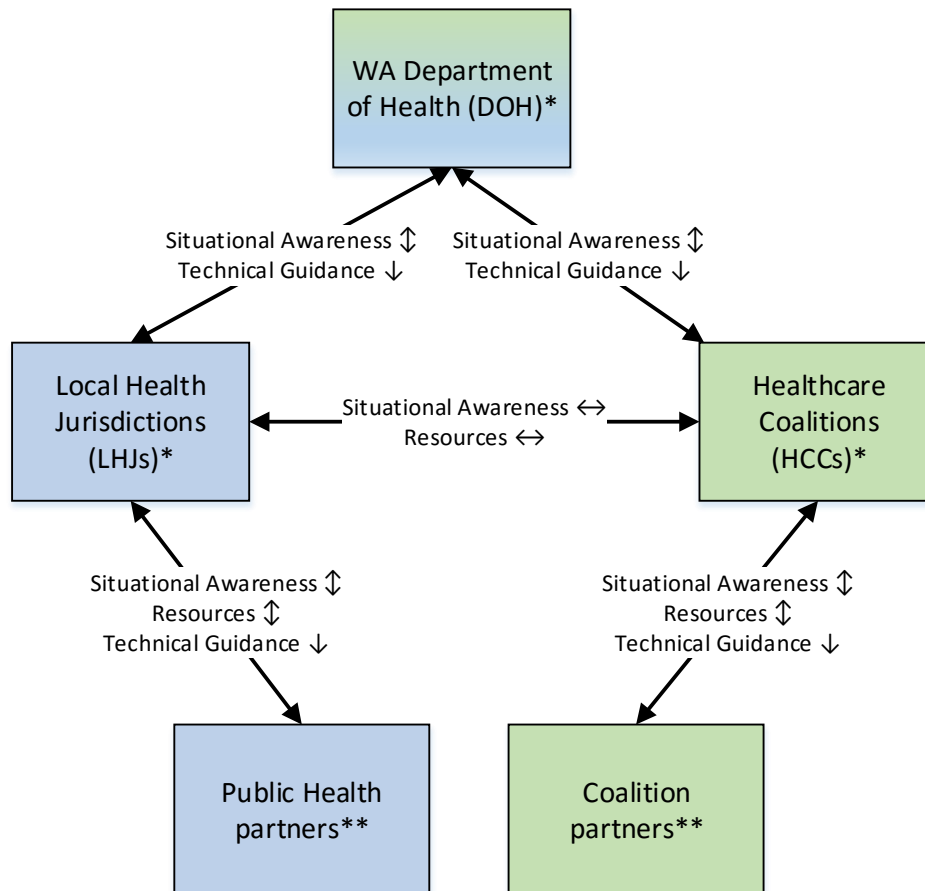 WA Department
of Health (DOH)*
Situational Awareness ↕
Technical Guidance ↓
Situational Awareness ↕
Technical Guidance ↓
Local Health
Jurisdictions
(LHJs)*
Situational Awareness ↔
Resources ↔
Healthcare
Coalitions
(HCCs)*
Situational Awareness ↕
Resources ↕
Technical Guidance ↓
Situational Awareness ↕
Resources ↕
Technical Guidance ↓
Public Health
partners**
Coalition
partners**